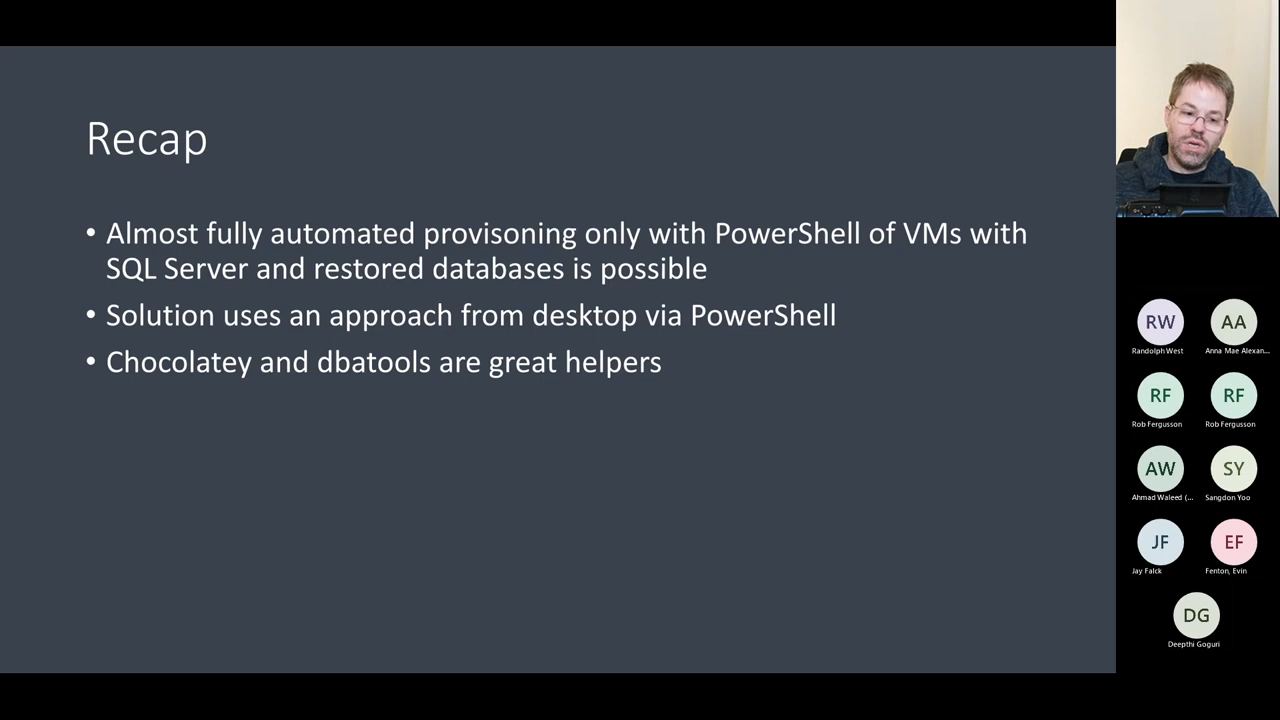 Recap
• Almost fully automated provisoning only with PowerShell of VMs with
SQL Server and restored databases is possible
• Solution uses an approach from desktop via PowerShell
• Chocolatey and dbatools are great helpers
RW
AA
Randolph West
Anna Mae Alexan...
RF
RF
Rob Fergusson
Rob Fergusson
AW
SY
Ahmad Waleed (...
Sangdon Yoo
JF
EF
Jay Falck
Fenton, Evin
DG
Deepthi Goguri